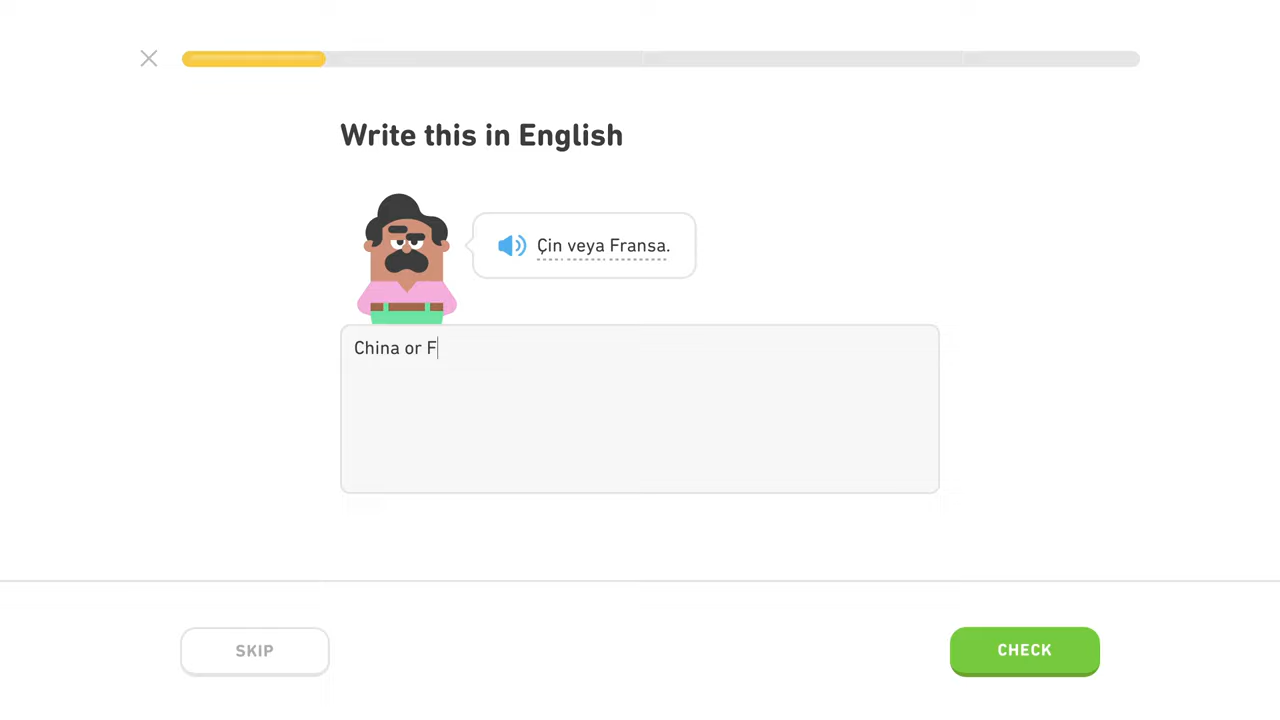 Write this in English
Çin veya Fransa.
China or F
SKIP
CHECK